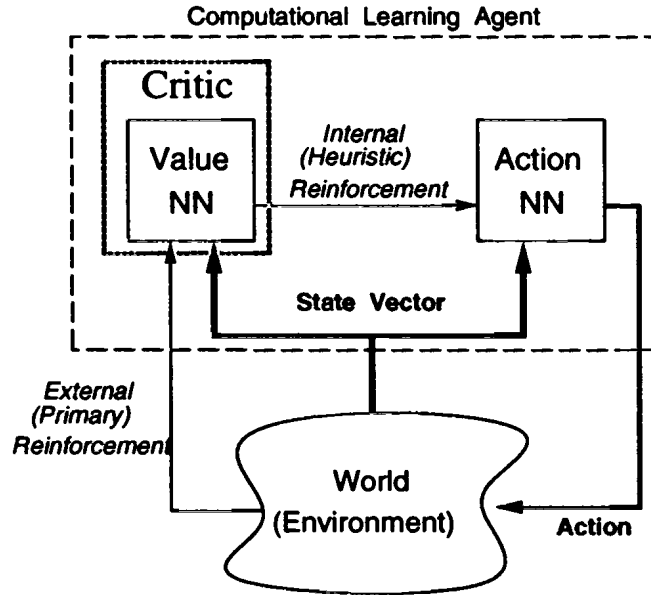 Computational Learning Agent
Critic
Value
NN
Internal
(Heuristic)
Reinforcement
Action
NN
State Vector
External
(Primary)
Reinforcement
World
(Environment)
Action